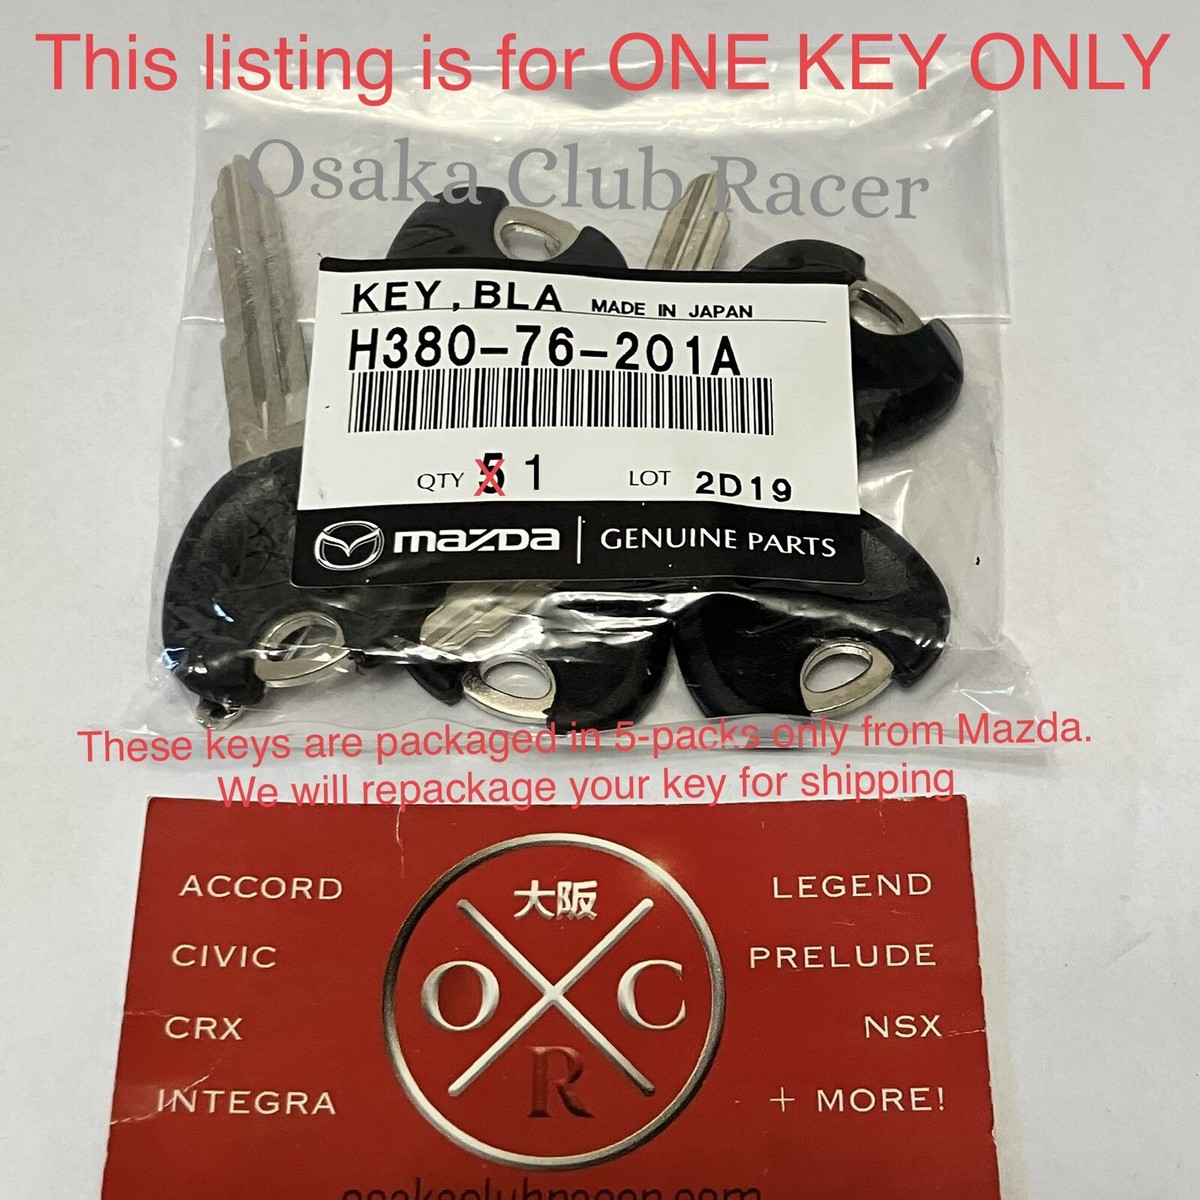 This listing is for ONE KEY ONLY
Osaka Club Racer
KEY, BLA MADE IN JAPAN
H380-76-201A
QTY 5 1 LOT 2D19
mazda | GENUINE PARTS
These keys are packaged in 5-packs only from Mazda.
We will repackage your key for shipping
ACCORD
CIVIC
CRX
INTEGRA
大阪
O C
R
LEGEND
PRELUDE
NSX
+ MORE!
osakaclubracer.com